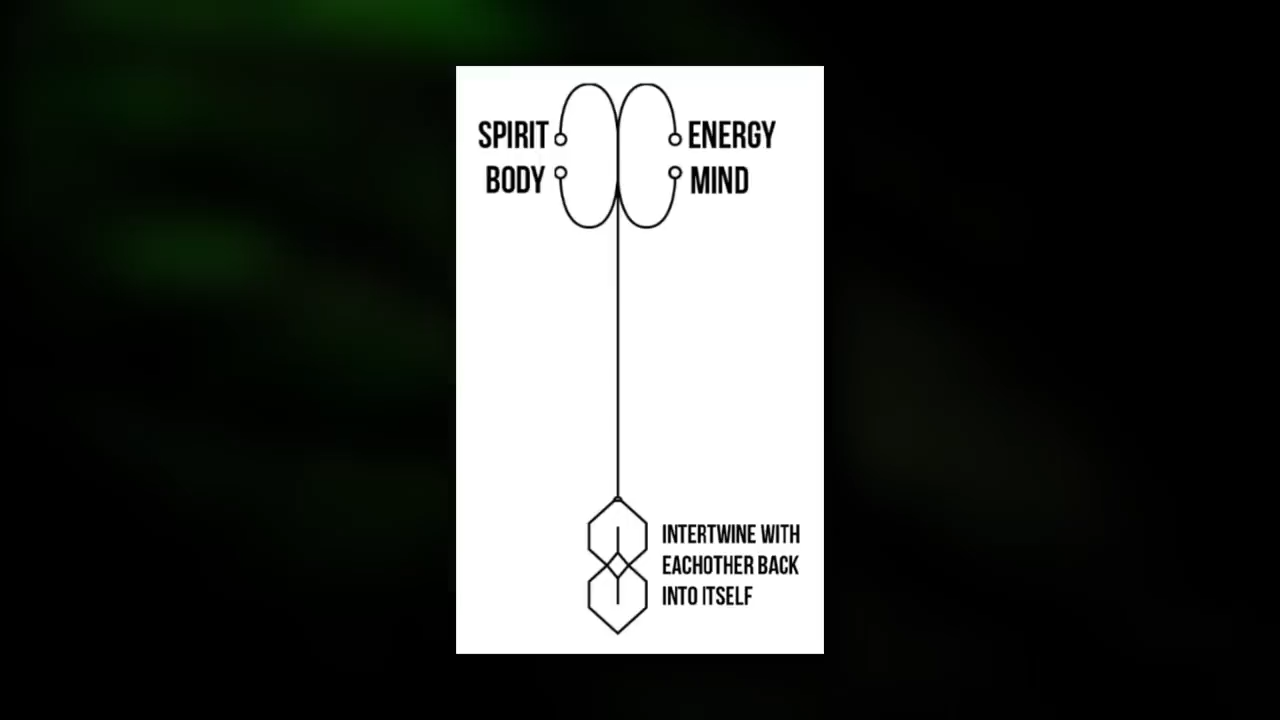 SPIRIT ENERGY
BODY MIND
INTERTWINE WITH
EACHOTHER BACK
INTO ITSELF